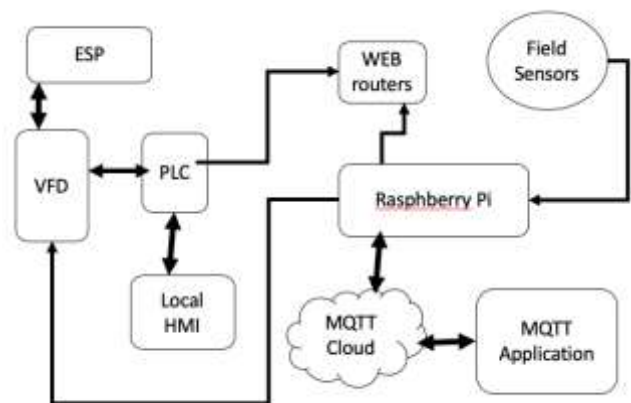 ESP
WEB
routers
Field
Sensors
VFD
PLC
Rasphberry Pi
Local
HMI
MQTT
Cloud
MQTT
Application